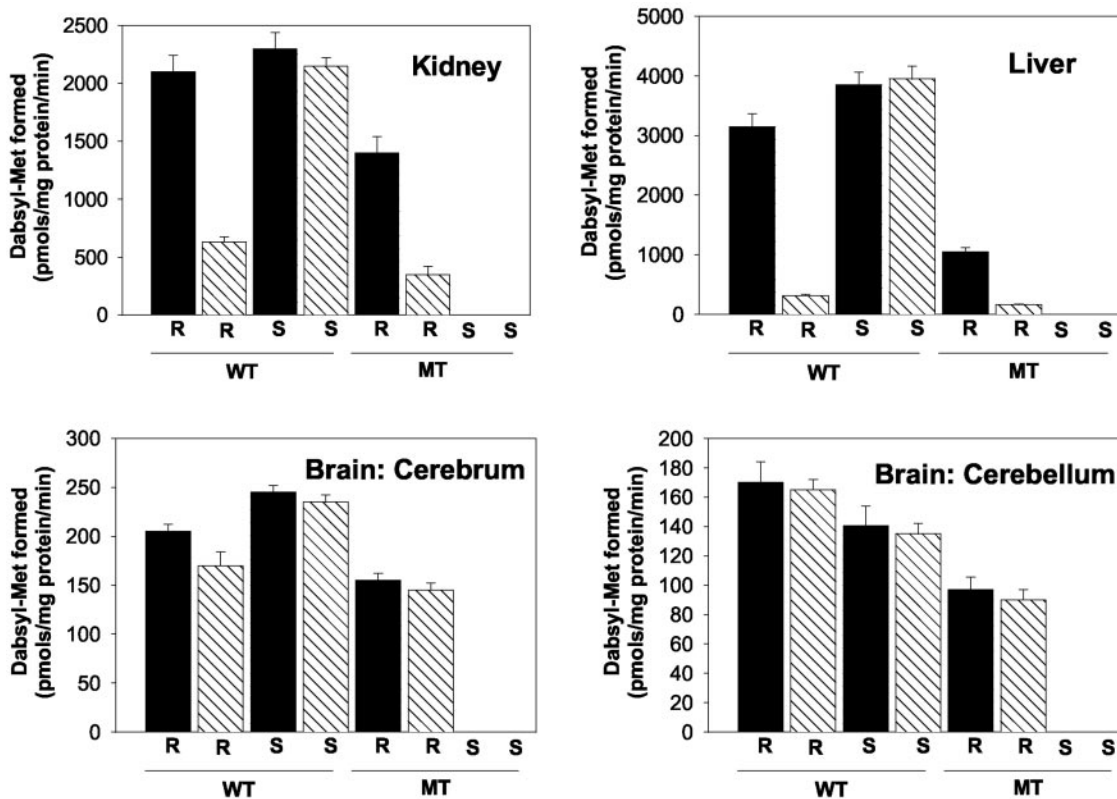 Kidney
Dabsyl-Met formed
(pmols/mg protein/min)
2500
2000
1500
1000
500
0
R R S S R R S S
WT MT
Liver
Dabsyl-Met formed
(pmols/mg protein/min)
5000
4000
3000
2000
1000
0
R R S S R R S S
WT MT
Brain: Cerebrum
Dabsyl-Met formed
(pmols/mg protein/min)
300
250
200
150
100
50
0
R R S S R R S S
WT MT
Brain: Cerebellum
Dabsyl-Met formed
(pmols/mg protein/min)
200
180
160
140
120
100
80
60
40
20
0
R R S S R R S S
WT MT